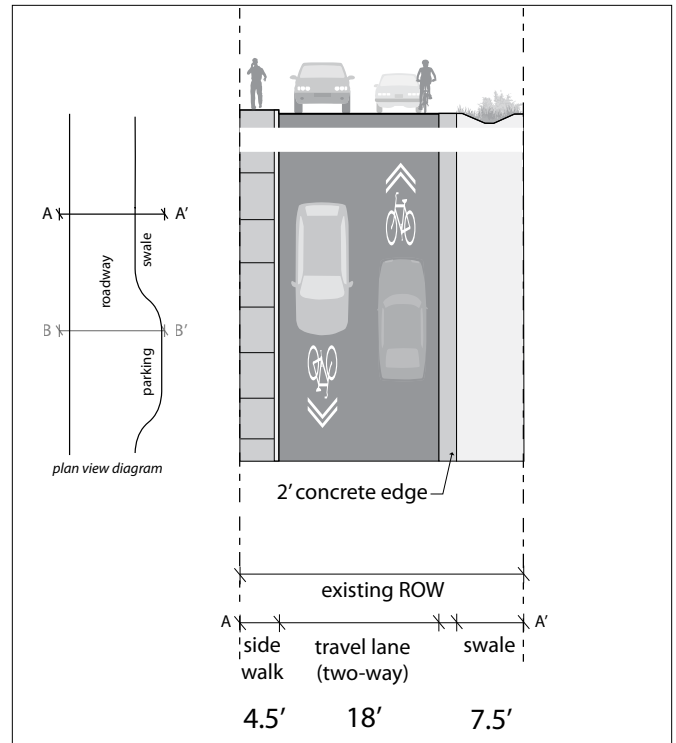 A
A’
swale
roadway
B
B’
parking
plan view diagram
2’ concrete edge
existing ROW
A
A’
side
walk
travel lane
(two-way)
swale
4.5’
18’
7.5’